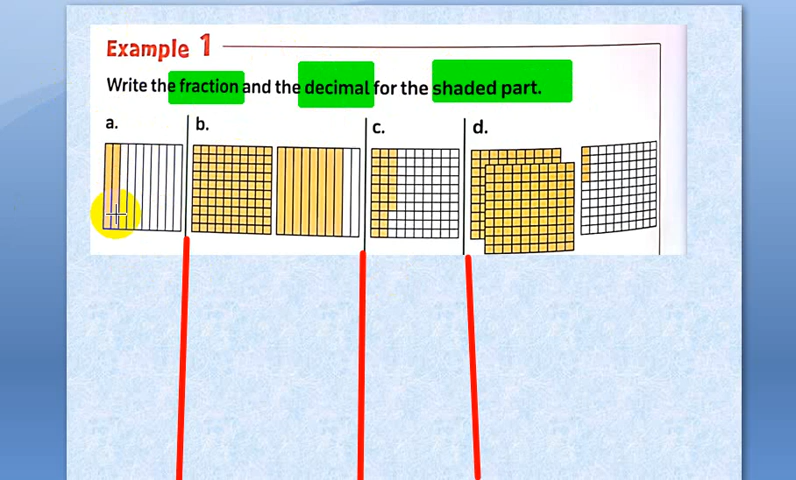 Example 1
Write the fraction and the decimal for the shaded part.
a. b. c. d.